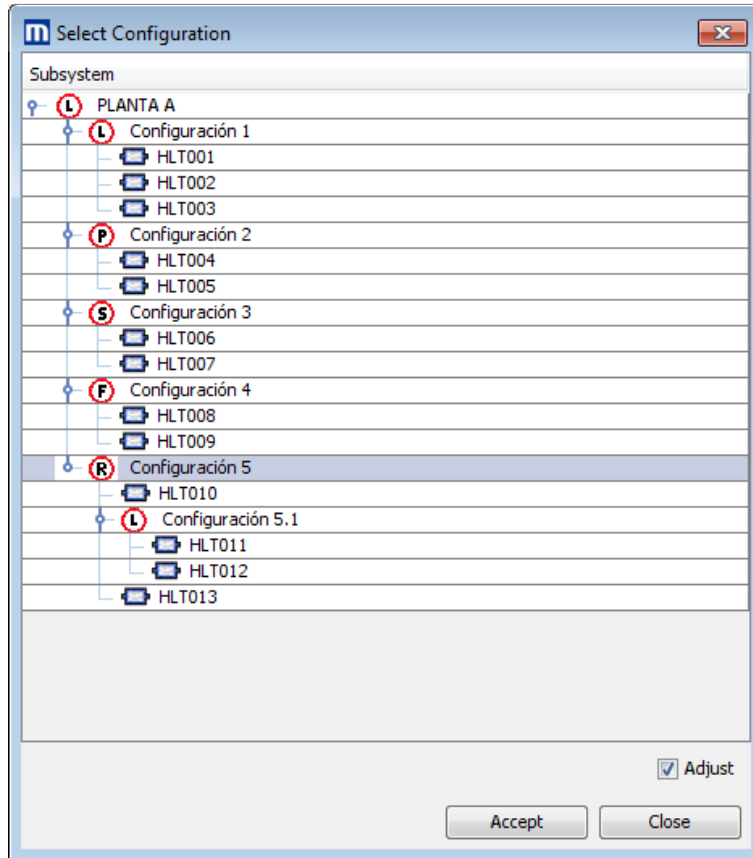 m Select Configuration
Subsystem
L PLANTA A
L Configuración 1
HLT001
HLT002
HLT003
P Configuración 2
HLT004
HLT005
S Configuración 3
HLT006
HLT007
F Configuración 4
HLT008
HLT009
R Configuración 5
HLT010
L Configuración 5.1
HLT011
HLT012
HLT013
Adjust
Accept Close